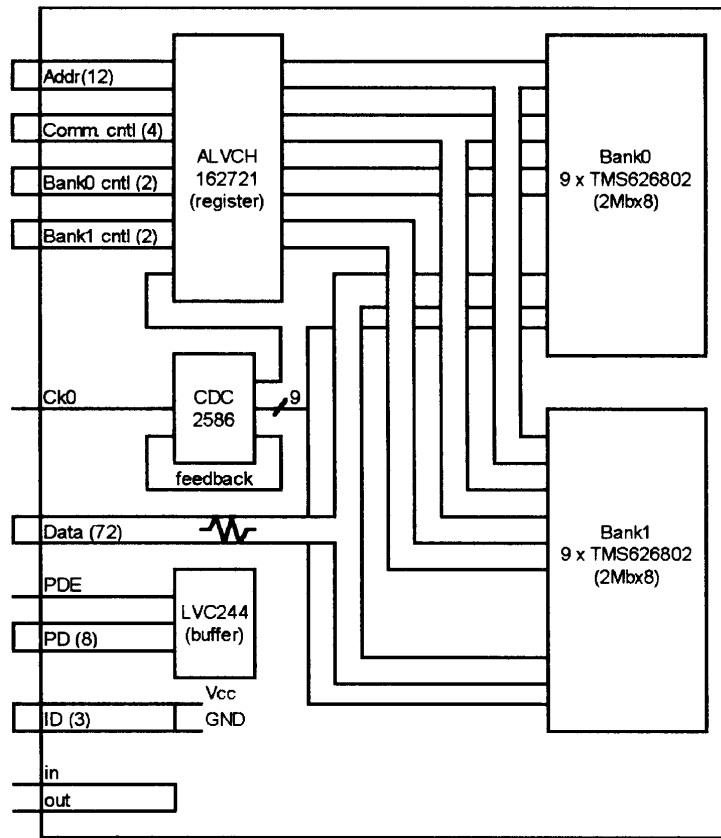 Addr(12)
Comm. cntl (4)
Bank0 cntl (2)
Bank1 cntl (2)
ALVCH
162721
(register)
Bank0
9 x TMS626802
(2Mbx8)
Ck0
CDC
2586
9
feedback
Data (72)
Bank1
9 x TMS626802
(2Mbx8)
PDE
PD (8)
LVC244
(buffer)
Vcc
ID (3)
GND
in
out